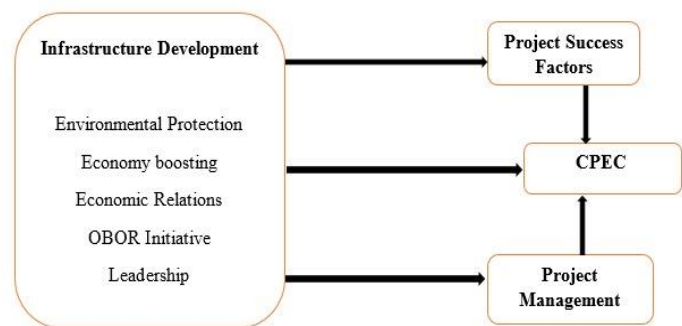 Infrastructure Development
Environmental Protection
Economy boosting
Economic Relations
OBOR Initiative
Leadership
Project Success
Factors
CPEC
Project
Management